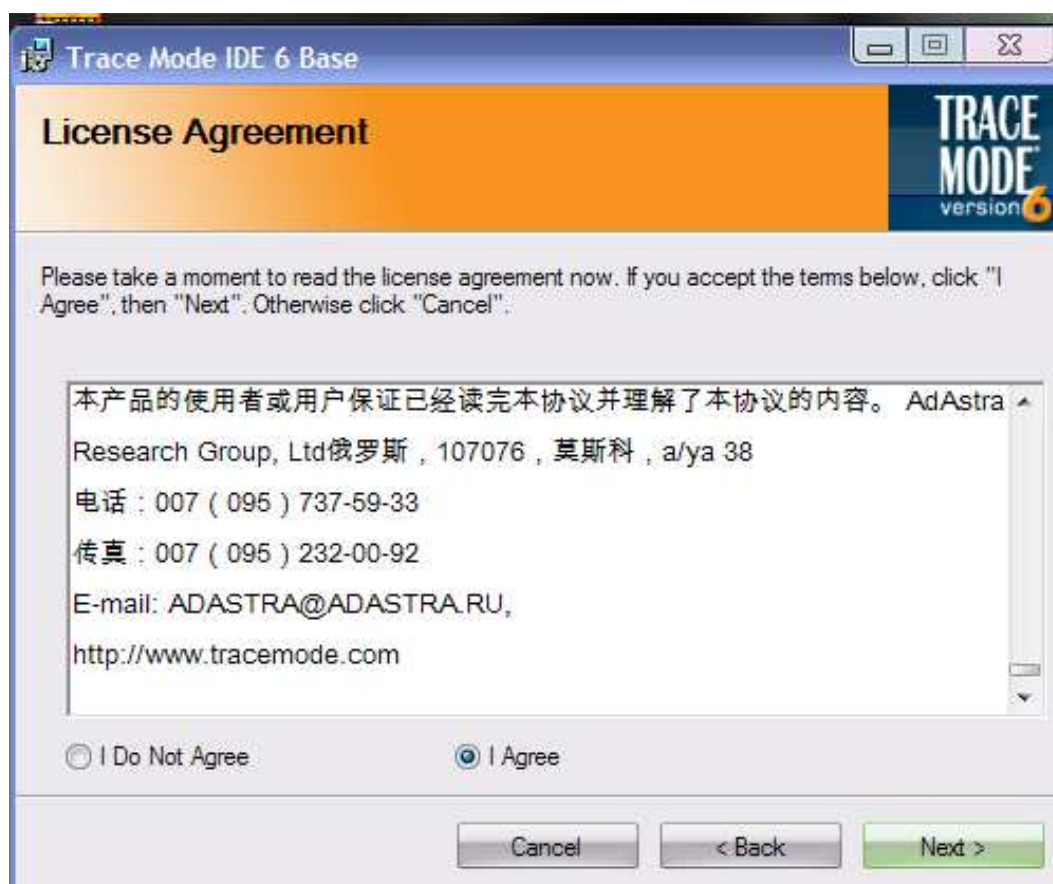 Trace Mode IDE 6 Base
License Agreement
TRACE
MODE
version 6
Please take a moment to read the license agreement now. If you accept the terms below, click "I
Agree", then "Next". Otherwise click "Cancel".
本产品的使用者或用户保证已经读完本协议并理解了本协议的内容。 AdAstra
Research Group, Ltd俄罗斯，107076，莫斯科，a/ya 38
电话：007（095）737-59-33
传真：007（095）232-00-92
E-mail: ADASTRA@ADASTRA.RU,
http://www.tracemode.com
I Do Not Agree
I Agree
Cancel
< Back
Next >